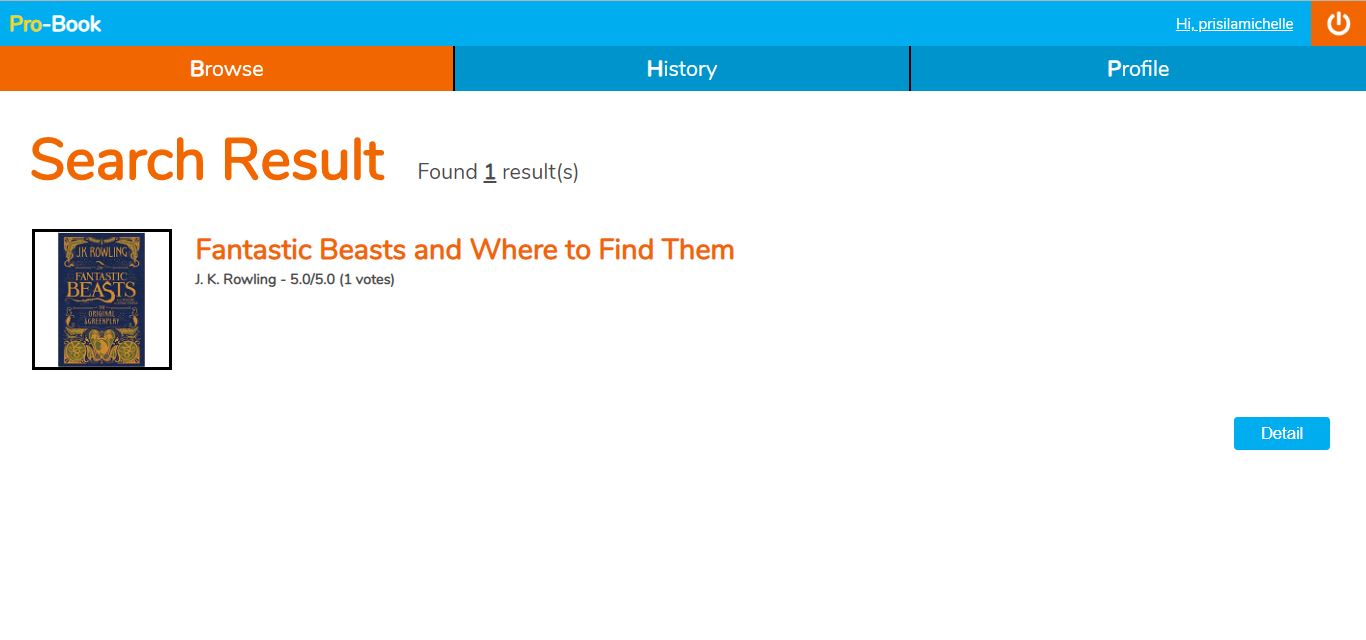 Pro-Book
Hi, prisilamichelle
Browse
History
Profile
Search Result
Found 1 result(s)
J.K. ROWLING
FANTASTIC
BEASTS
THE
ORIGINAL
SCREENPLAY
Fantastic Beasts and Where to Find Them
J. K. Rowling - 5.0/5.0 (1 votes)
Detail